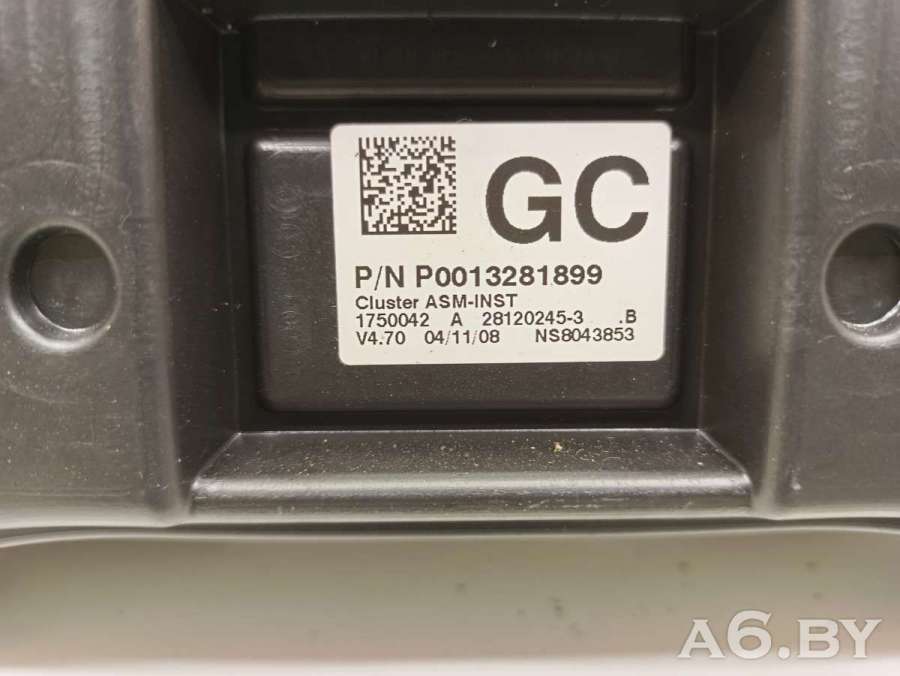 GC
P/N P0013281899
Cluster ASM-INST
1750042 A 28120245-3 .B
V4.70 04/11/08 NS8043853
A6.BY